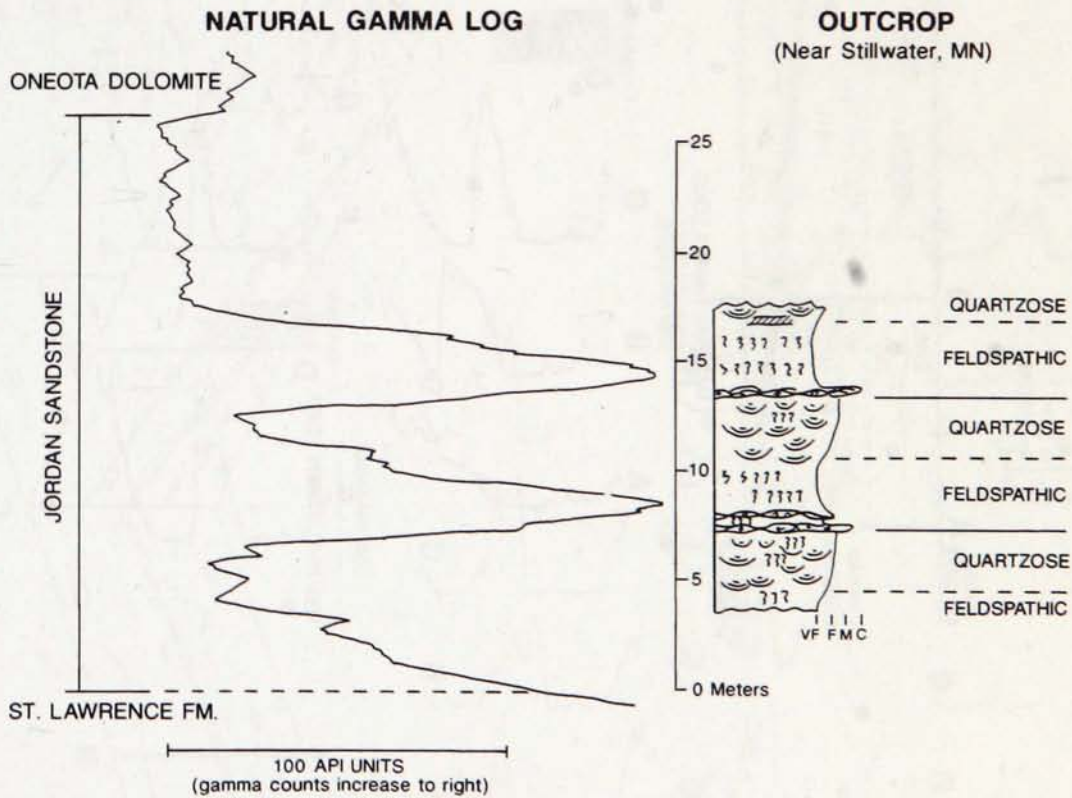 NATURAL GAMMA LOG
OUTCROP
(Near Stillwater, MN)
ONEOTA DOLOMITE
JORDAN SANDSTONE
ST. LAWRENCE FM.
25
20
15
10
5
0 Meters
QUARTZOSE
FELDSPATHIC
QUARTZOSE
FELDSPATHIC
QUARTZOSE
FELDSPATHIC
VF F M C
100 API UNITS
(gamma counts increase to right)